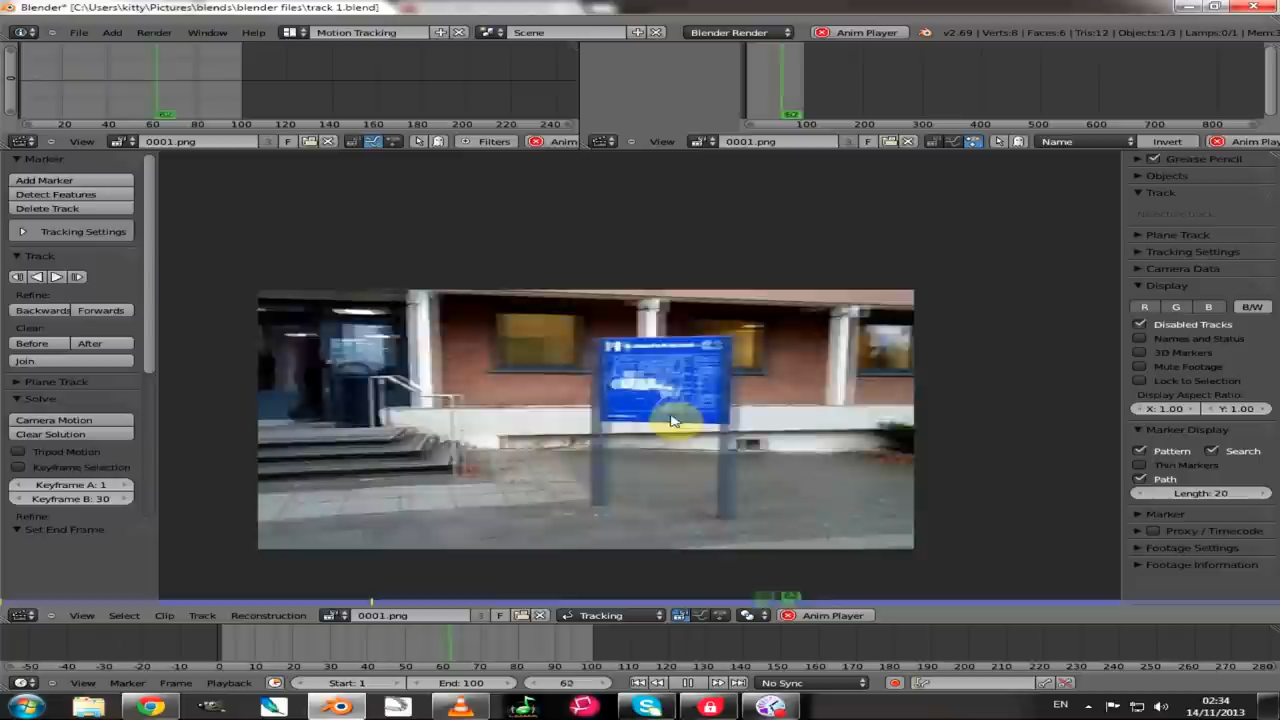 Blender* [C:\Users\kitty\Pictures\blends\blender files\track 1.blend]
File Add Render Window Help Motion Tracking Scene Blender Render Anim Player v2.69 | Verts:8 | Faces:6 | Tris:12 | Objects:1/3 | Lamps:0/1 | Mem:
62 62
20 40 60 80 100 120 140 160 180 200 220 240 100 200 300 400 500 600 700 800
View 0001.png 3 F Filters Anim View 0001.png 3 F Name Invert Anim Play
Marker
Add Marker
Detect Features
Delete Track
Tracking Settings
Track
Refine:
Backwards Forwards
Clear:
Before After
Join
Plane Track
Solve
Camera Motion
Clear Solution
Tripod Motion
Keyframe Selection
Keyframe A: 1
Keyframe B: 30
Refine:
Set End Frame
Grease Pencil
Objects
Track
No active track
Plane Track
Tracking Settings
Camera Data
Display
R G B B/W
Disabled Tracks
Names and Status
3D Markers
Mute Footage
Lock to Selection
Display Aspect Ratio:
X: 1.00 Y: 1.00
Marker Display
Pattern Search
Thin Markers
Path
Length: 20
Marker
Proxy / Timecode
Footage Settings
Footage Information
View Select Clip Track Reconstruction 0001.png 3 F Tracking Anim Player
-50 -40 -30 -20 -10 0 10 20 30 40 50 60 70 80 90 100 110 120 130 140 150 160 170 180 190 200 210 220 230 240 250 260 270 280
View Marker Frame Playback Start: 1 End: 100 62 No Sync
EN 02:34
14/11/2013